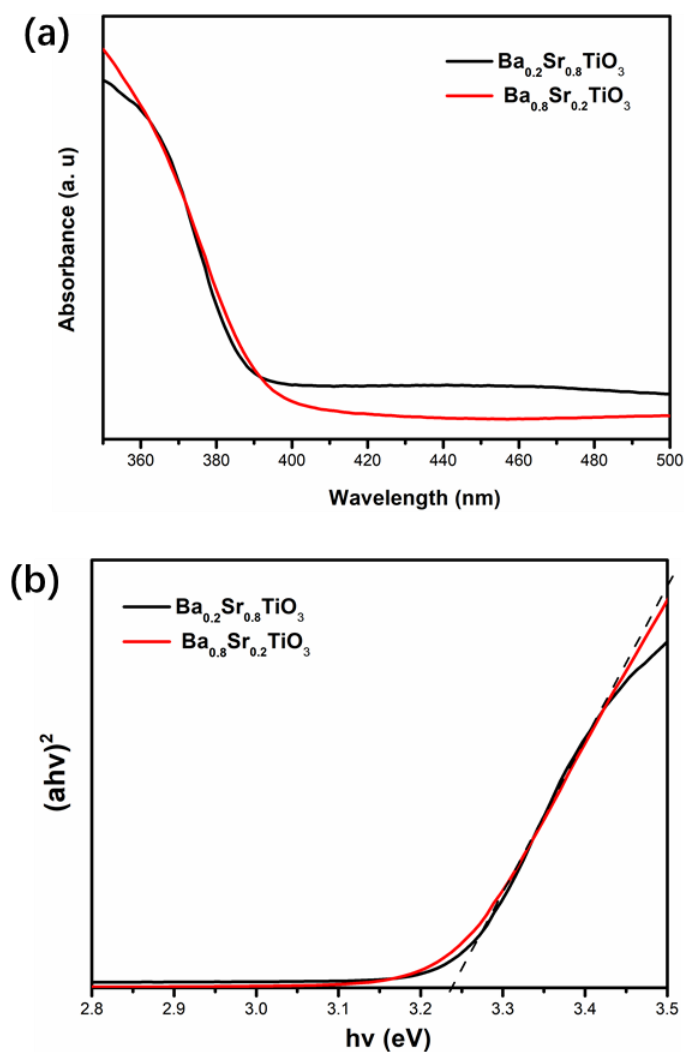 (a)
Ba0.2Sr0.8TiO3
Ba0.8Sr0.2TiO3
Absorbance (a. u)
360 380 400 420 440 460 480 500
Wavelength (nm)
(b)
Ba0.2Sr0.8TiO3
Ba0.8Sr0.2TiO3
(ahv)2
2.8 2.9 3.0 3.1 3.2 3.3 3.4 3.5
hv (eV)